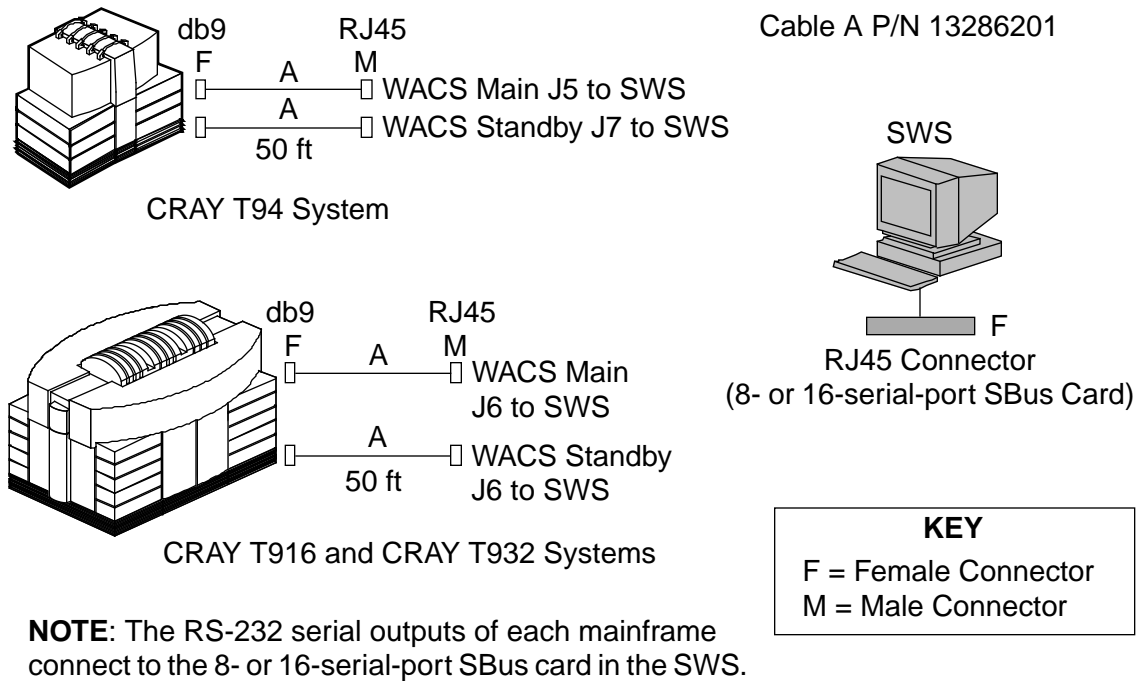 db9 RJ45
F M
A
WACS Main J5 to SWS
A
WACS Standby J7 to SWS
50 ft
CRAY T94 System
Cable A P/N 13286201
SWS
F
RJ45 Connector
(8- or 16-serial-port SBus Card)
db9 RJ45
F M
A
WACS Main
J6 to SWS
A
WACS Standby
J6 to SWS
50 ft
CRAY T916 and CRAY T932 Systems
KEY
F = Female Connector
M = Male Connector
NOTE: The RS-232 serial outputs of each mainframe
connect to the 8- or 16-serial-port SBus card in the SWS.